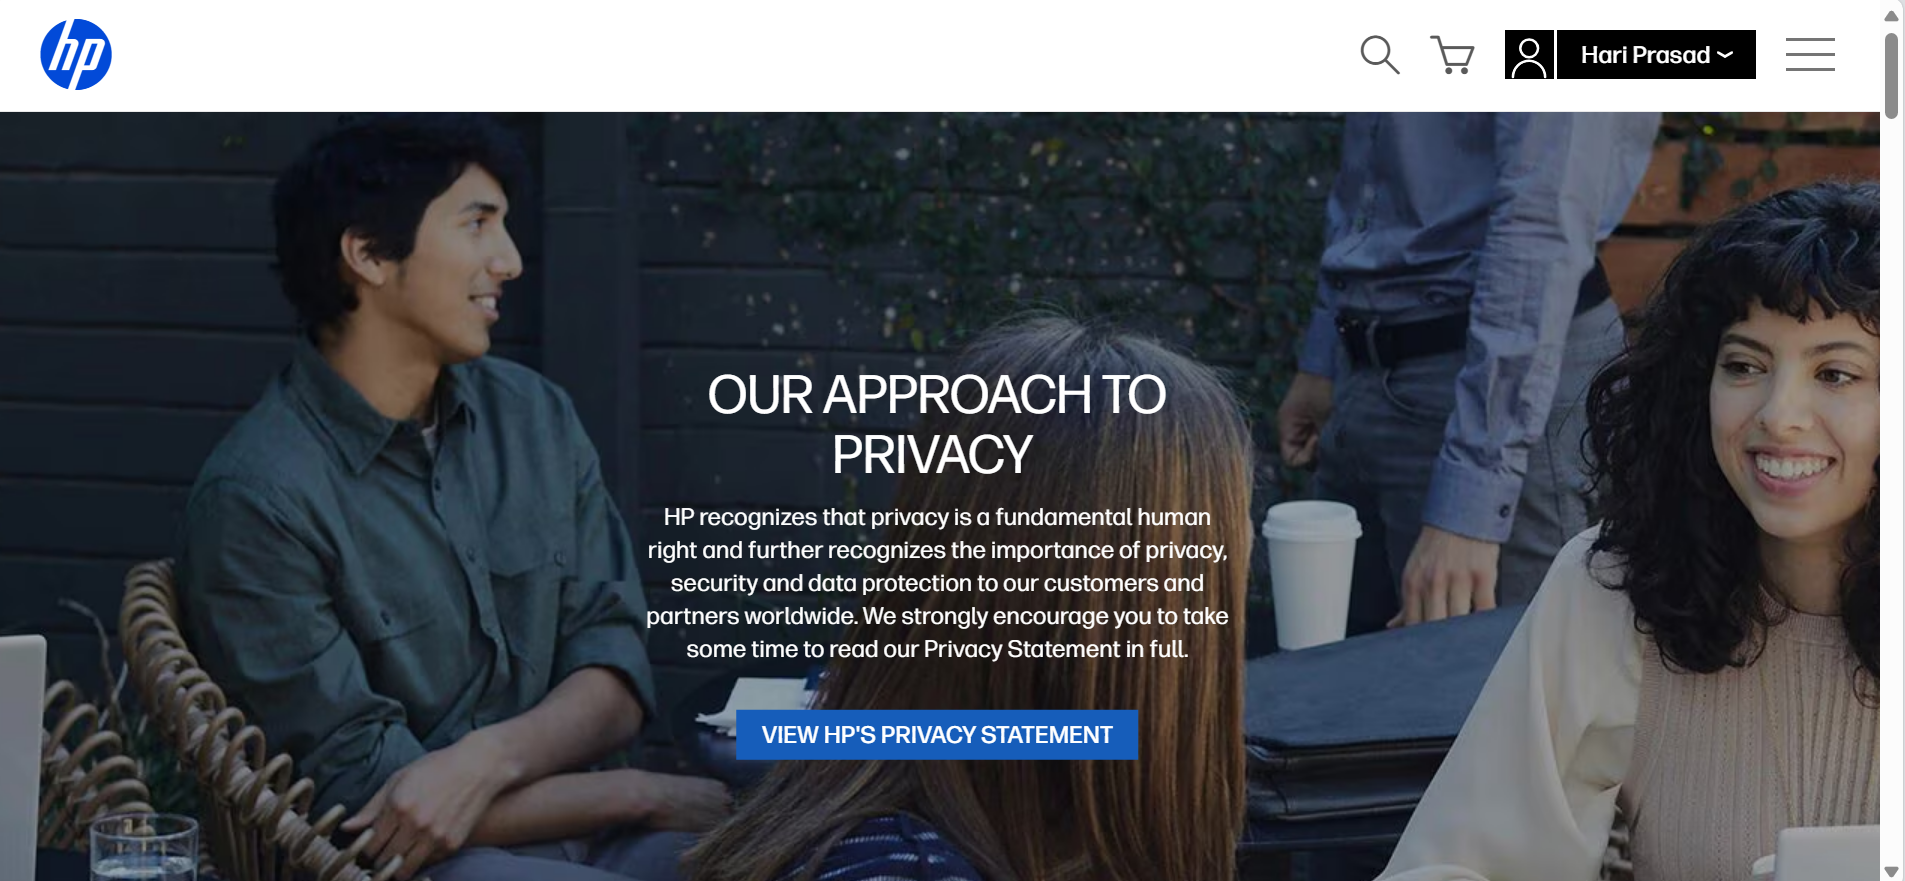 hp
Hari Prasad
OUR APPROACH TO
PRIVACY
HP recognizes that privacy is a fundamental human
right and further recognizes the importance of privacy,
security and data protection to our customers and
partners worldwide. We strongly encourage you to take
some time to read our Privacy Statement in full.
VIEW HP'S PRIVACY STATEMENT